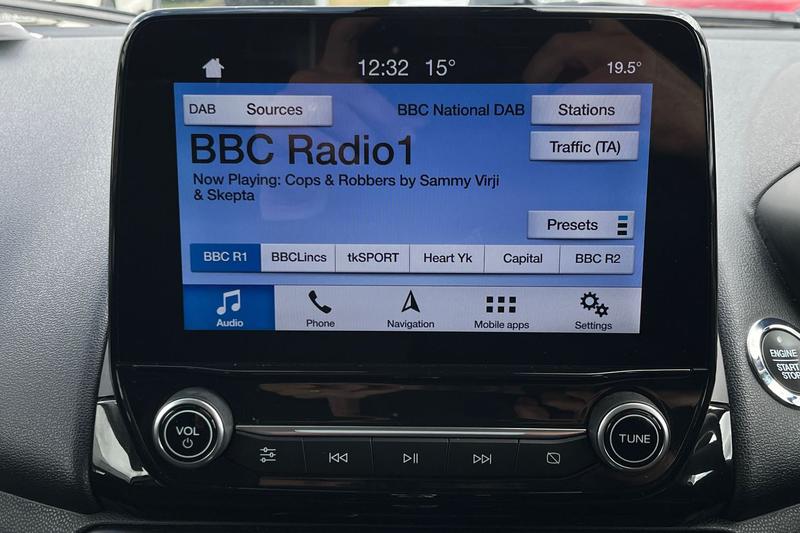 12:32 15° 19.5°
DAB Sources BBC National DAB Stations
BBC Radio1
Traffic (TA)
Now Playing: Cops & Robbers by Sammy Virji
& Skepta
Presets
BBC R1 BBCLincs tkSPORT Heart Yk Capital BBC R2
Audio Phone Navigation Mobile apps Settings
ENGINE
START
STOP
VOL
TUNE